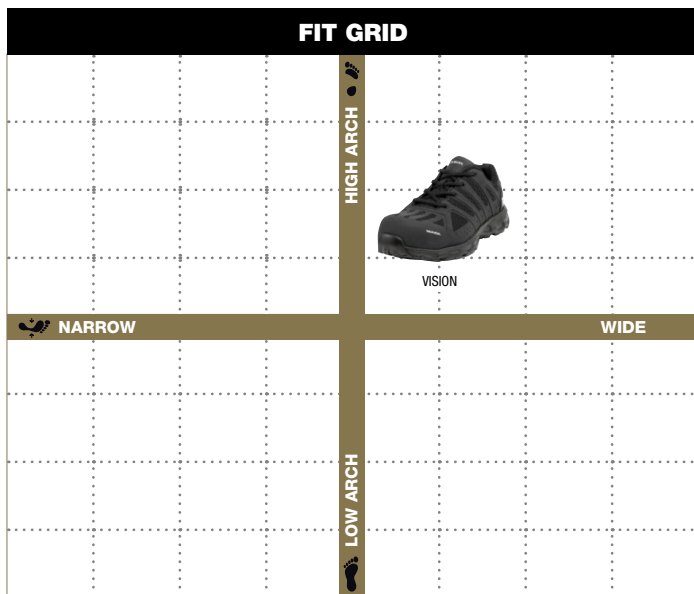 FIT GRID
HIGH ARCH
VISION
NARROW
WIDE
LOW ARCH